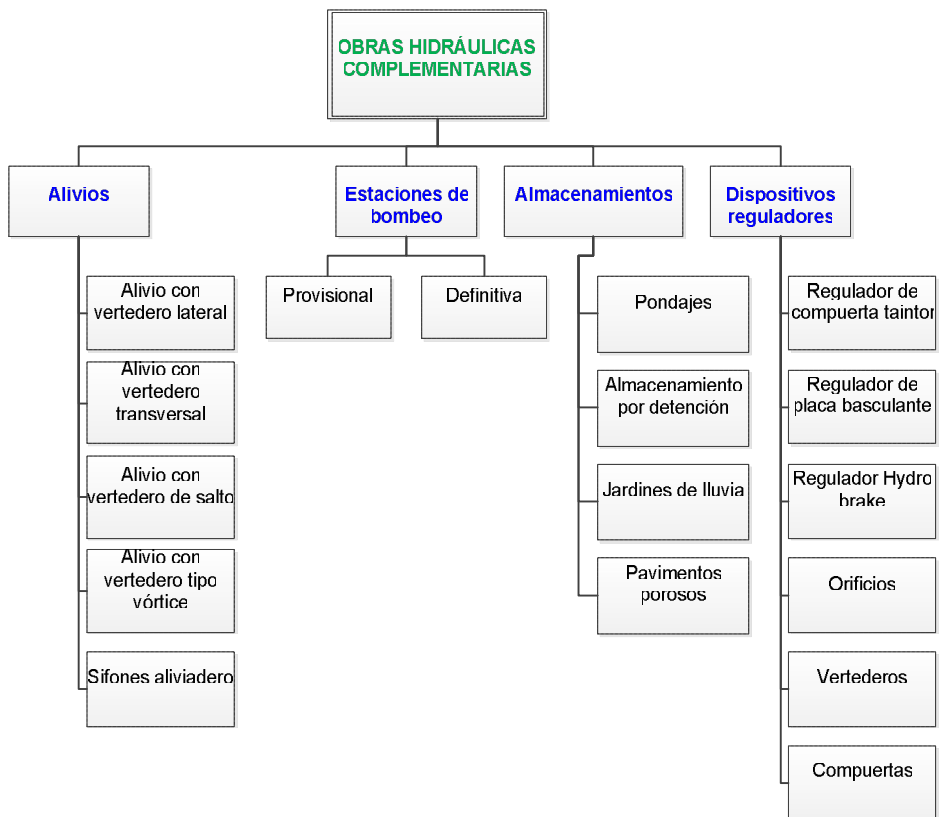 OBRAS HIDRÁULICAS
COMPLEMENTARIAS
Alivios
Estaciones de
bombeo
Almacenamientos
Dispositivos
reguladores
Alivio con
vertedero lateral
Alivio con
vertedero
transversal
Alivio con
vertedero de salto
Alivio con
vertedero tipo
vórtice
Sifones aliviadero
Provisional
Definitiva
Pondajes
Almacenamiento
por detención
Jardines de lluvia
Pavimentos
porosos
Regulador de
compuerta taintor
Regulador de
placa basculante
Regulador Hydro
brake
Orificios
Vertederos
Compuertas